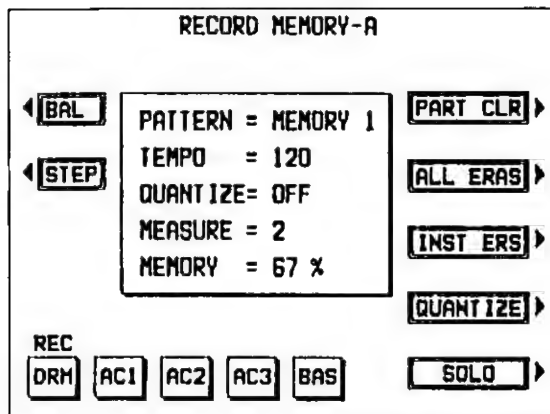 RECORD MEMORY-A
BAL
STEP
PATTERN = MEMORY 1
TEMPO = 120
QUANTIZE= OFF
MEASURE = 2
MEMORY = 67 %
PART CLR
ALL ERAS
INST ERS
QUANTIZE
SOLO
REC
DRM AC1 AC2 AC3 BAS